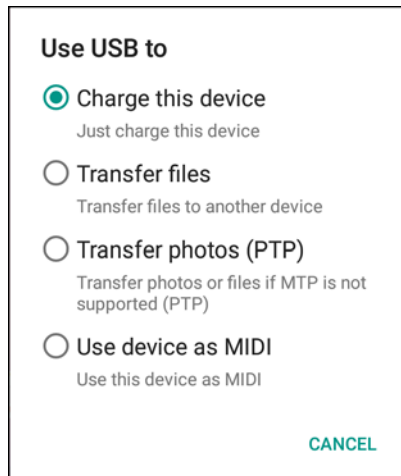 Use USB to
Charge this device
Just charge this device
Transfer files
Transfer files to another device
Transfer photos (PTP)
Transfer photos or files if MTP is not
supported (PTP)
Use device as MIDI
Use this device as MIDI
CANCEL